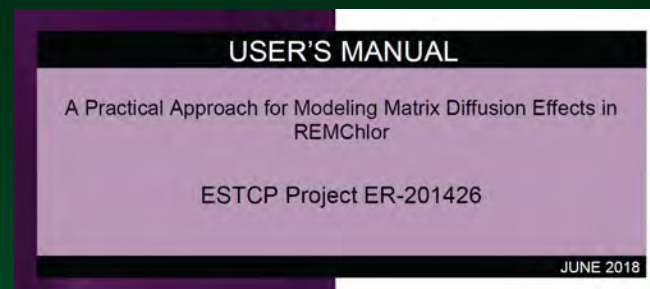 USER'S MANUAL
A Practical Approach for Modeling Matrix Diffusion Effects in
REMChlor
ESTCP Project ER-201426
JUNE 2018